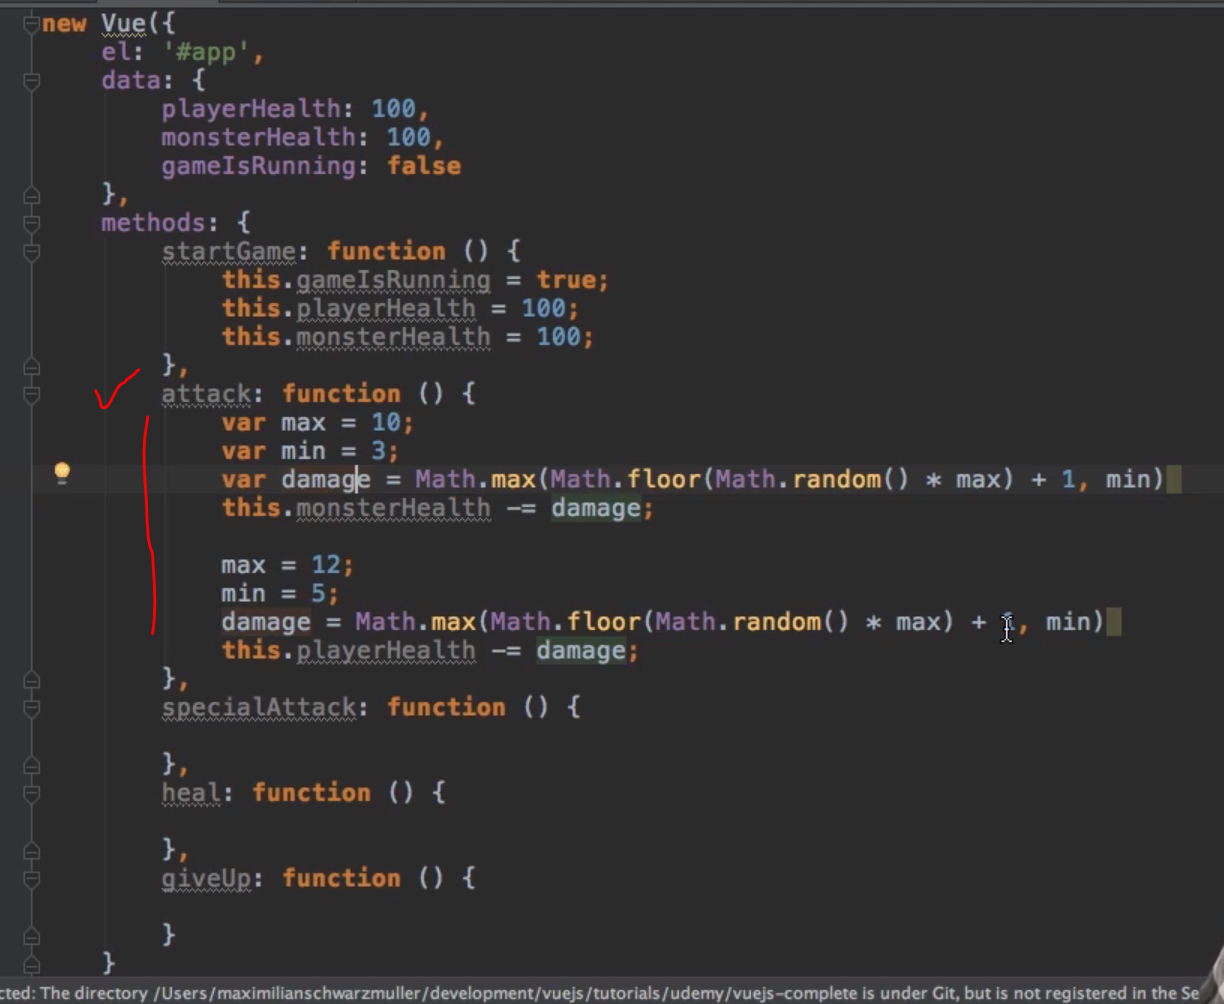 new Vue({
el: '#app',
data: {
playerHealth: 100,
monsterHealth: 100,
gameIsRunning: false
},
methods: {
startGame: function () {
this.gameIsRunning = true;
this.playerHealth = 100;
this.monsterHealth = 100;
},
attack: function () {
var max = 10;
var min = 3;
var damage = Math.max(Math.floor(Math.random() * max) + 1, min)
this.monsterHealth -= damage;
max = 12;
min = 5;
damage = Math.max(Math.floor(Math.random() * max) + 1, min)
this.playerHealth -= damage;
},
specialAttack: function () {
},
heal: function () {
},
giveUp: function () {
}
}
cted: The directory /Users/maximilianschwarzmuller/development/vuejs/tutorials/udemy/vuejs-complete is under Git, but is not registered in the Se